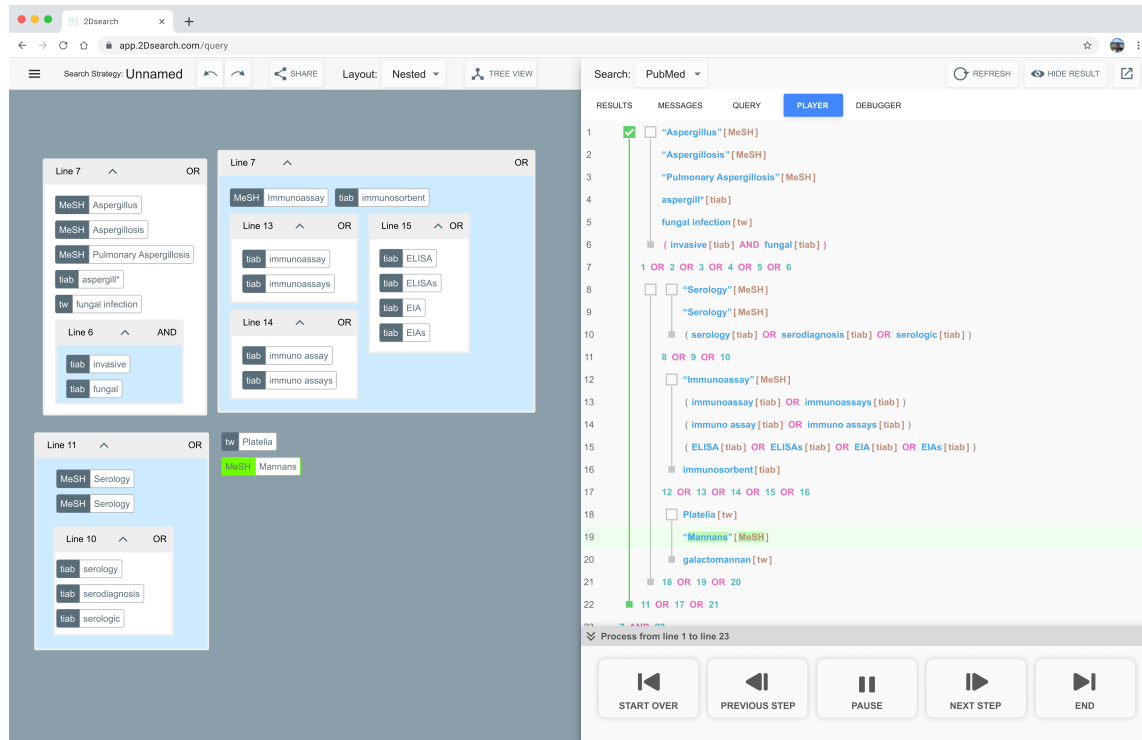 2Dsearch
app.2Dsearch.com/query
Search Strategy: Unnamed
SHARE
Layout: Nested
TREE VIEW
Search: PubMed
REFRESH
HIDE RESULT
RESULTS MESSAGES QUERY PLAYER DEBUGGER
Line 7 OR
MeSH Aspergillus
MeSH Aspergillosis
MeSH Pulmonary Aspergillosis
tiab aspergill*
tw fungal infection
Line 6 AND
tiab invasive
tiab fungal
Line 7 OR
MeSH Immunoassay tiab immunosorbent
Line 13 OR
tiab immunoassay
tiab immunoassays
Line 14 OR
tiab immuno assay
tiab immuno assays
Line 15 OR
tiab ELISA
tiab ELISAs
tiab EIA
tiab EIAs
Line 11 OR
MeSH Serology
MeSH Serology
Line 10 OR
tiab serology
tiab serodiagnosis
tiab serologic
tw Platelia
MeSH Mannans
1 “Aspergillus”[MeSH]
2 “Aspergillosis”[MeSH]
3 “Pulmonary Aspergillosis”[MeSH]
4 aspergill*[tiab]
5 fungal infection[tw]
6 ( invasive[tiab] AND fungal[tiab] )
7 1 OR 2 OR 3 OR 4 OR 5 OR 6
8 “Serology”[MeSH]
9 “Serology”[MeSH]
10 ( serology[tiab] OR serodiagnosis[tiab] OR serologic[tiab] )
11 8 OR 9 OR 10
12 “Immunoassay”[MeSH]
13 ( immunoassay[tiab] OR immunoassays[tiab] )
14 ( immuno assay[tiab] OR immuno assays[tiab] )
15 ( ELISA[tiab] OR ELISAs[tiab] OR EIA[tiab] OR EIAs[tiab] )
16 immunosorbent[tiab]
17 12 OR 13 OR 14 OR 15 OR 16
18 Platelia[tw]
19 “Mannans”[MeSH]
20 galactomannan[tw]
21 18 OR 19 OR 20
22 11 OR 17 OR 21
23 7 AND 22
Process from line 1 to line 23
START OVER
PREVIOUS STEP
PAUSE
NEXT STEP
END